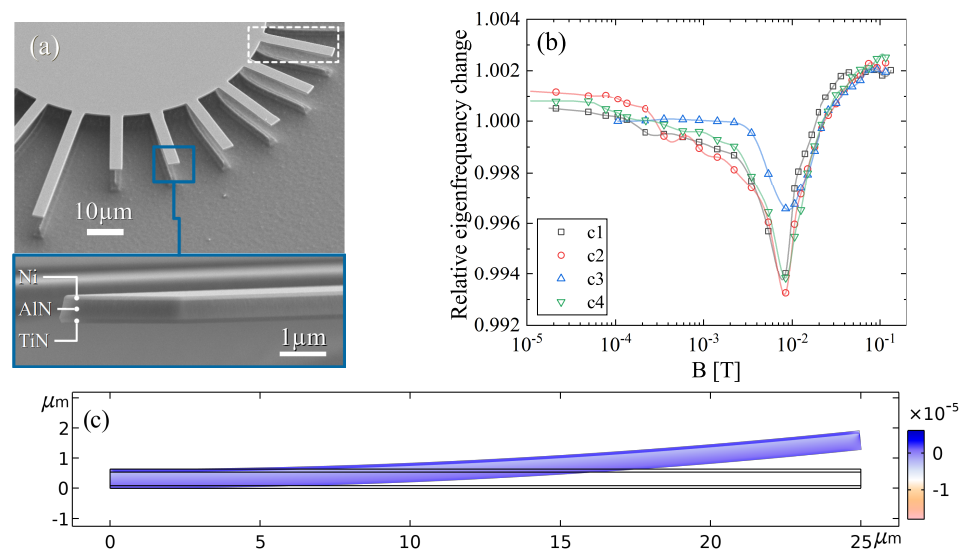 (a)
10μm
Ni
AlN
TiN
1μm
(b)
Relative eigenfrequency change
1.004
1.002
1.000
0.998
0.996
0.994
0.992
c1
c2
c3
c4
10⁻⁵ 10⁻⁴ 10⁻³ 10⁻² 10⁻¹
B [T]
μm
(c)
2
1
0
-1
0 5 10 15 20 25 μm
×10⁻⁵
0
-1